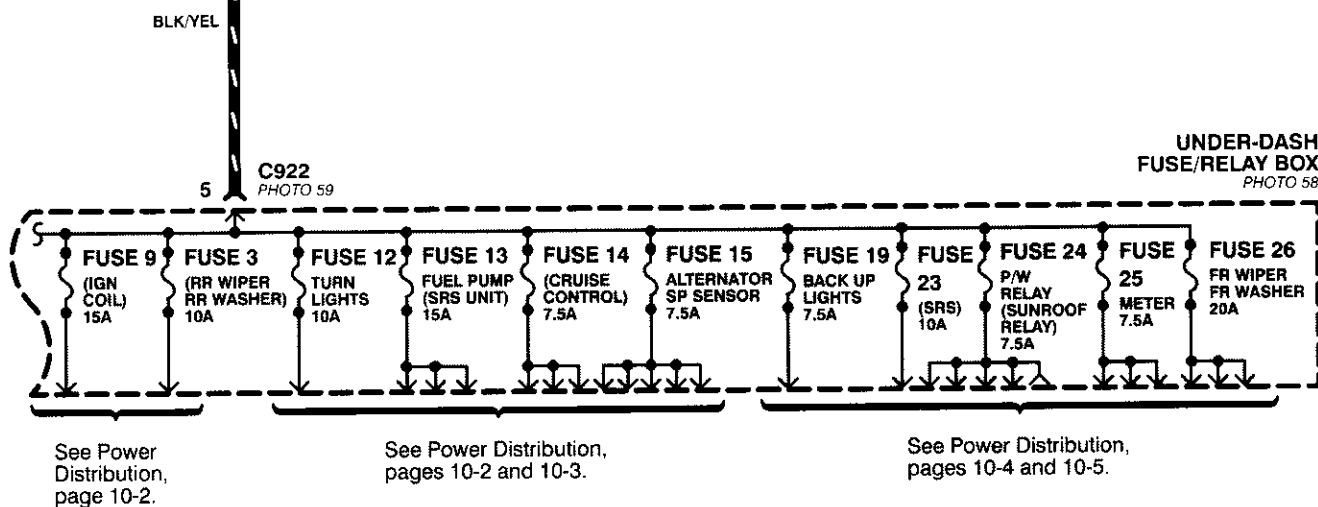 BLK/YEL
5
C922
PHOTO 59
UNDER-DASH
FUSE/RELAY BOX
PHOTO 58
FUSE 9
(IGN
COIL)
15A
FUSE 3
(RR WIPER
RR WASHER)
10A
FUSE 12
TURN
LIGHTS
10A
FUSE 13
FUEL PUMP
(SRS UNIT)
15A
FUSE 14
(CRUISE
CONTROL)
7.5A
FUSE 15
ALTERNATOR
SP SENSOR
7.5A
FUSE 19
BACK UP
LIGHTS
7.5A
FUSE
23
(SRS)
10A
FUSE 24
P/W
RELAY
(SUNROOF
RELAY)
7.5A
FUSE
25
METER
7.5A
FUSE 26
FR WIPER
FR WASHER
20A
See Power
Distribution,
page 10-2.
See Power Distribution,
pages 10-2 and 10-3.
See Power Distribution,
pages 10-4 and 10-5.